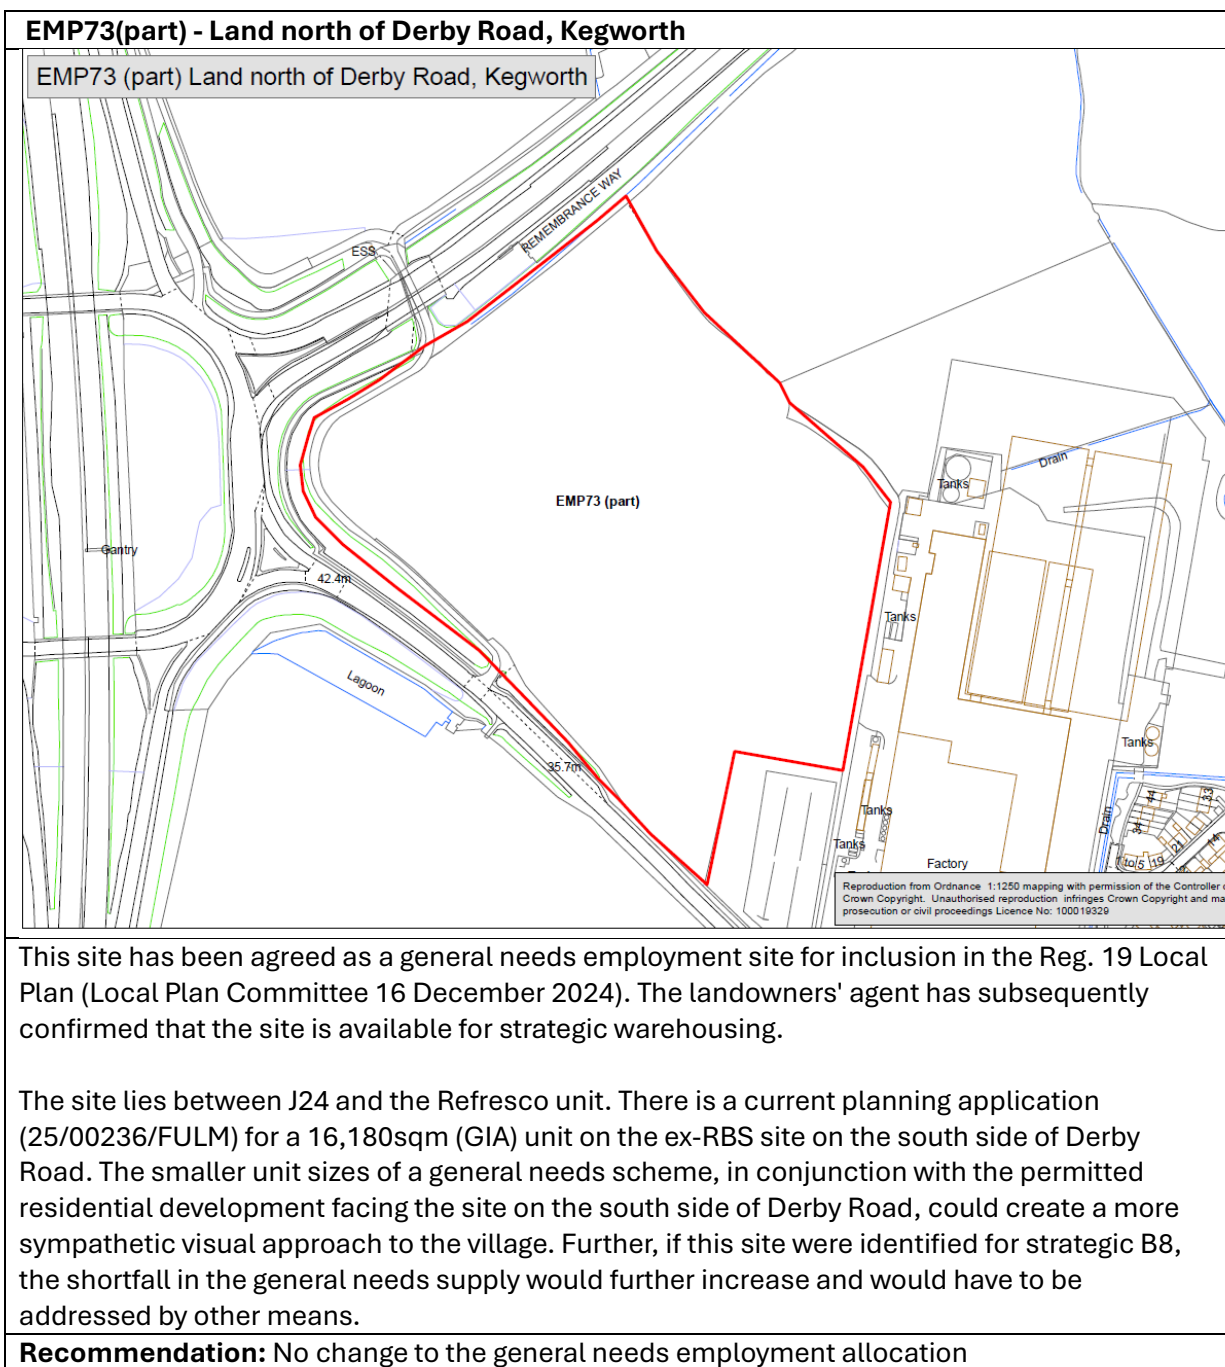 EMP73(part) - Land north of Derby Road, Kegworth
EMP73 (part) Land north of Derby Road, Kegworth
REMEMBRANCE WAY
ESS
Drain
Tanks
EMP73 (part)
Gantry
42.4m
Tanks
Lagoon
Tanks
35.7m
Tanks
Drain
44
33
34
21
14
1 to 5
19
Tanks
Factory
Reproduction from Ordnance 1:1250 mapping with permission of the Controller
Crown Copyright. Unauthorised reproduction infringes Crown Copyright and
prosecution or civil proceedings Licence No: 100019329
This site has been agreed as a general needs employment site for inclusion in the Reg. 19 Local
Plan (Local Plan Committee 16 December 2024). The landowners' agent has subsequently
confirmed that the site is available for strategic warehousing.
The site lies between J24 and the Refresco unit. There is a current planning application
(25/00236/FULM) for a 16,180sqm (GIA) unit on the ex-RBS site on the south side of Derby
Road. The smaller unit sizes of a general needs scheme, in conjunction with the permitted
residential development facing the site on the south side of Derby Road, could create a more
sympathetic visual approach to the village. Further, if this site were identified for strategic B8,
the shortfall in the general needs supply would further increase and would have to be
addressed by other means.
Recommendation: No change to the general needs employment allocation